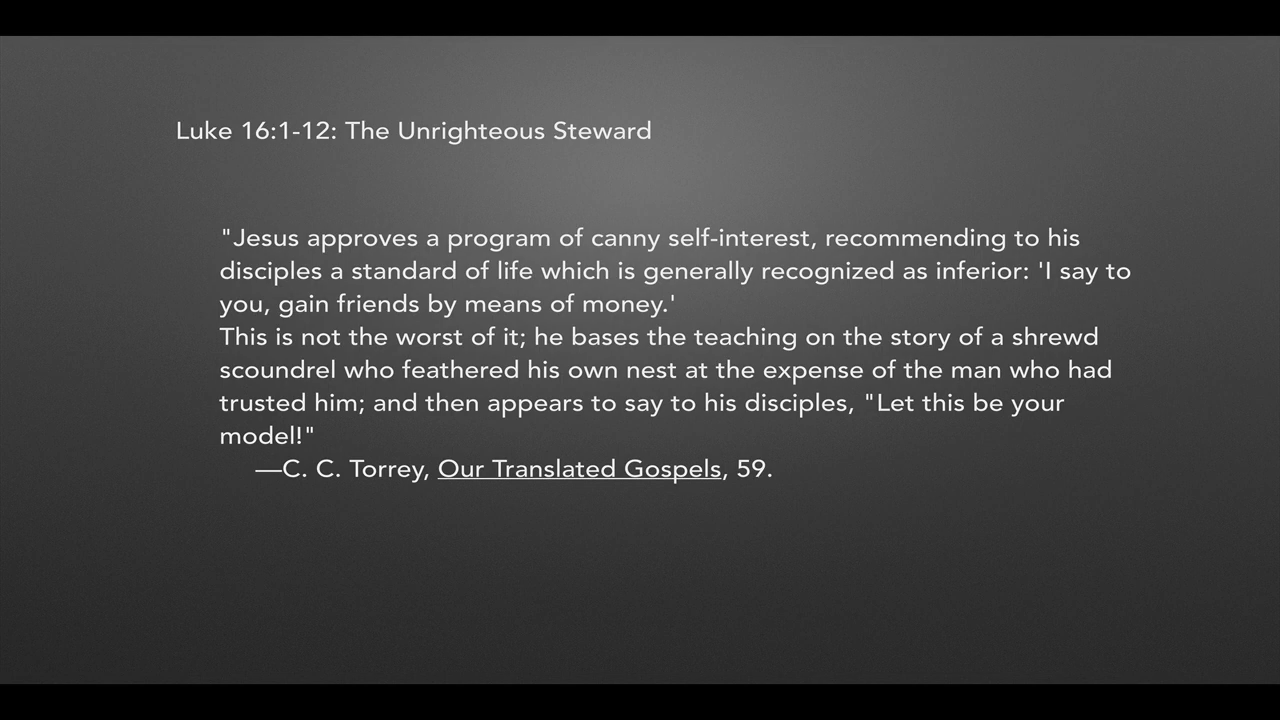 Luke 16:1-12: The Unrighteous Steward
"Jesus approves a program of canny self-interest, recommending to his
disciples a standard of life which is generally recognized as inferior: 'I say to
you, gain friends by means of money.'
This is not the worst of it; he bases the teaching on the story of a shrewd
scoundrel who feathered his own nest at the expense of the man who had
trusted him; and then appears to say to his disciples, "Let this be your
model!"
—C. C. Torrey, Our Translated Gospels, 59.